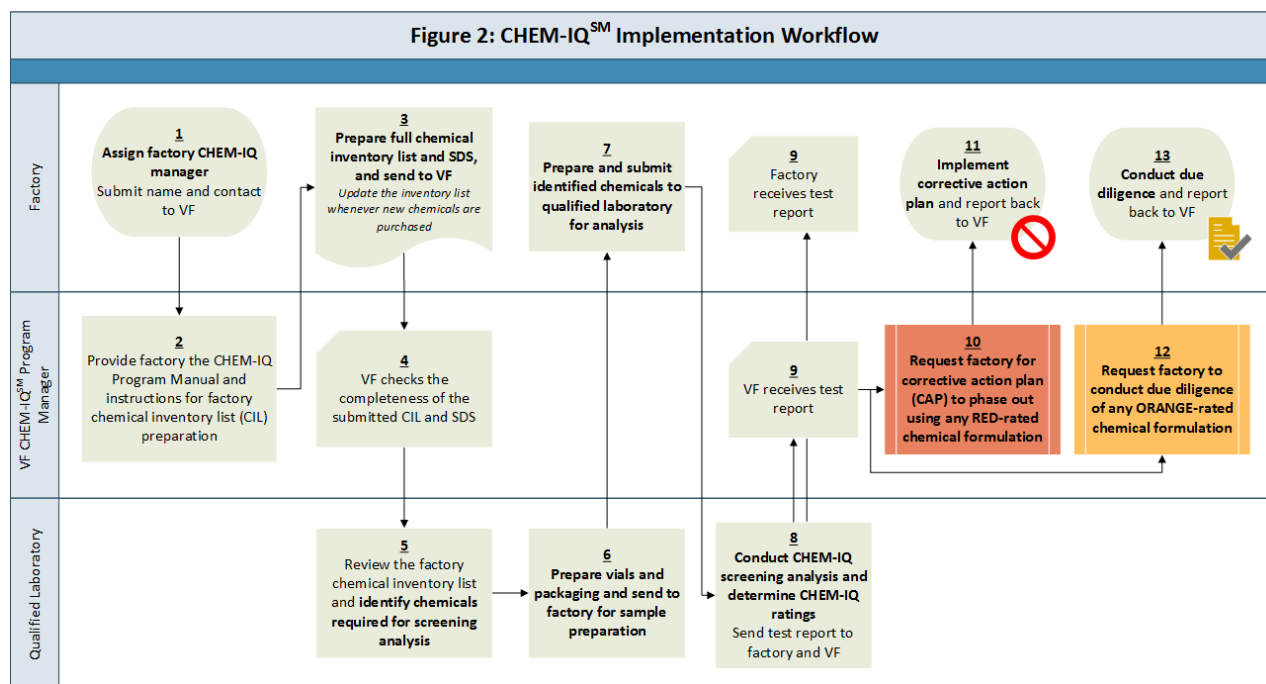 Figure 2: CHEM-IQSM Implementation Workflow
Factory
1
Assign factory CHEM-IQ
manager
Submit name and contact
to VF
3
Prepare full chemical
inventory list and SDS,
and send to VF
Update the inventory list
whenever new chemicals are
purchased
7
Prepare and submit
identified chemicals to
qualified laboratory
for analysis
9
Factory
receives test
report
11
Implement
corrective action
plan and report back
to VF
13
Conduct due
diligence and report
back to VF
VF CHEM-IQSM Program
Manager
2
Provide factory the CHEM-IQ
Program Manual and
instructions for factory
chemical inventory list (CIL)
preparation
4
VF checks the
completeness of the
submitted CIL and SDS
9
VF receives test
report
10
Request factory for
corrective action plan
(CAP) to phase out
using any RED-rated
chemical formulation
12
Request factory to
conduct due diligence
of any ORANGE-rated
chemical formulation
Qualified Laboratory
5
Review the factory
chemical inventory list
and identify chemicals
required for screening
analysis
6
Prepare vials and
packaging and send to
factory for sample
preparation
8
Conduct CHEM-IQ
screening analysis and
determine CHEM-IQ
ratings
Send test report to
factory and VF